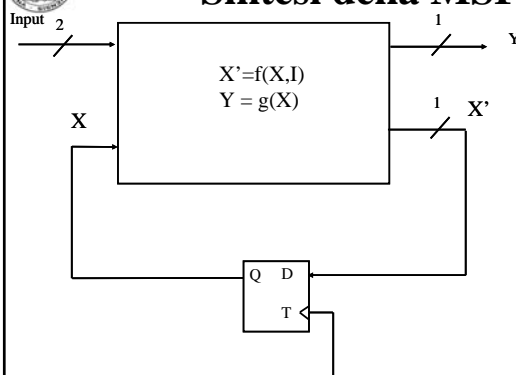 Sintesi della MSF
Input 2
1
Y
X'=f(X,I)
Y = g(X)
1
X'
X
Q D
T